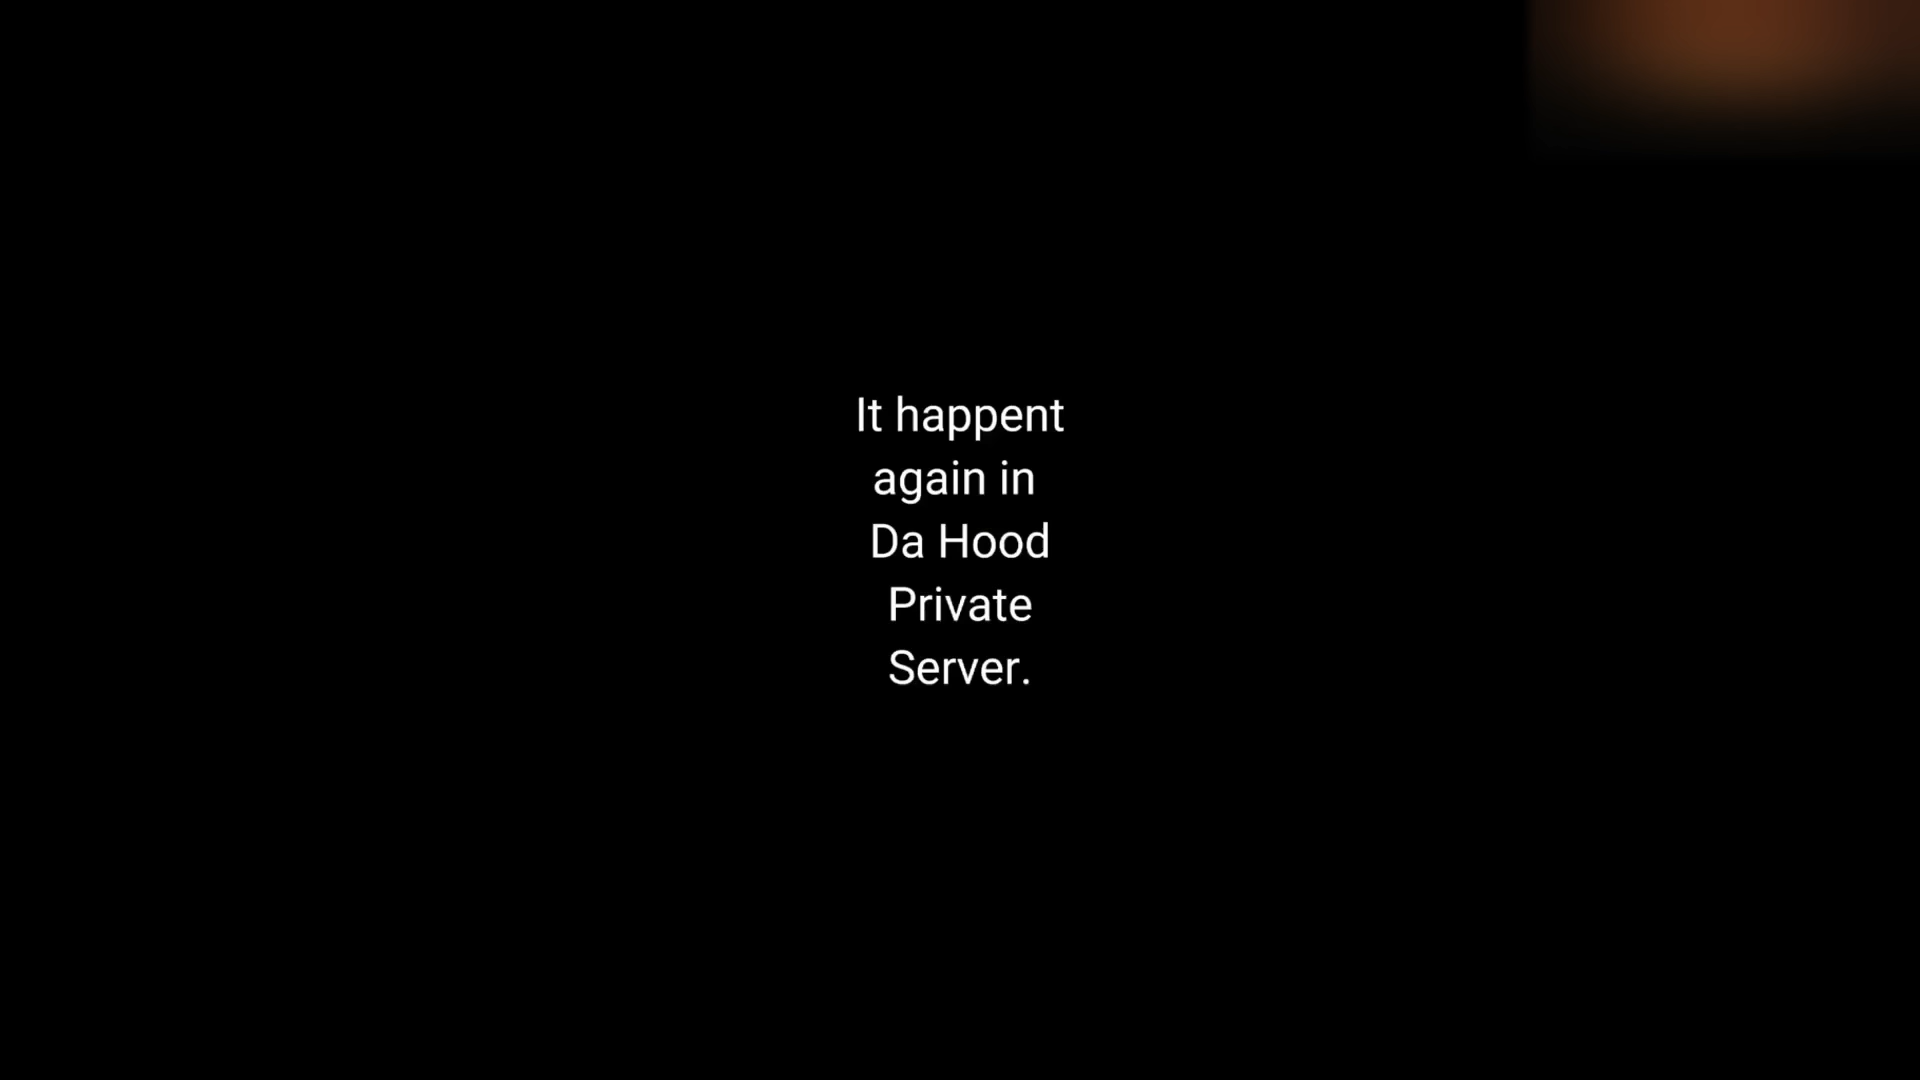 It happent
again in
Da Hood
Private
Server.